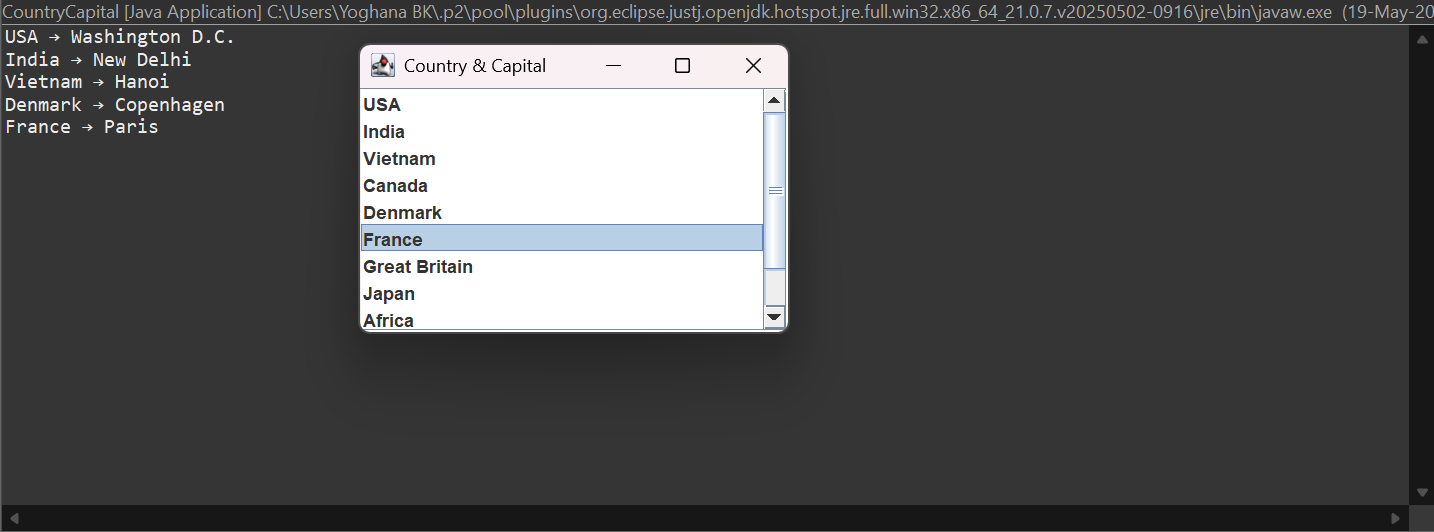 CountryCapital [Java Application] C:\Users\Yoghana BK\.p2\pool\plugins\org.eclipse.justj.openjdk.hotspot.jre.full.win32.x86_64_21.0.7.v20250502-0916\jre\bin\javaw.exe (19-May-20
USA → Washington D.C.
India → New Delhi
Vietnam → Hanoi
Denmark → Copenhagen
France → Paris
Country & Capital
USA
India
Vietnam
Canada
Denmark
France
Great Britain
Japan
Africa